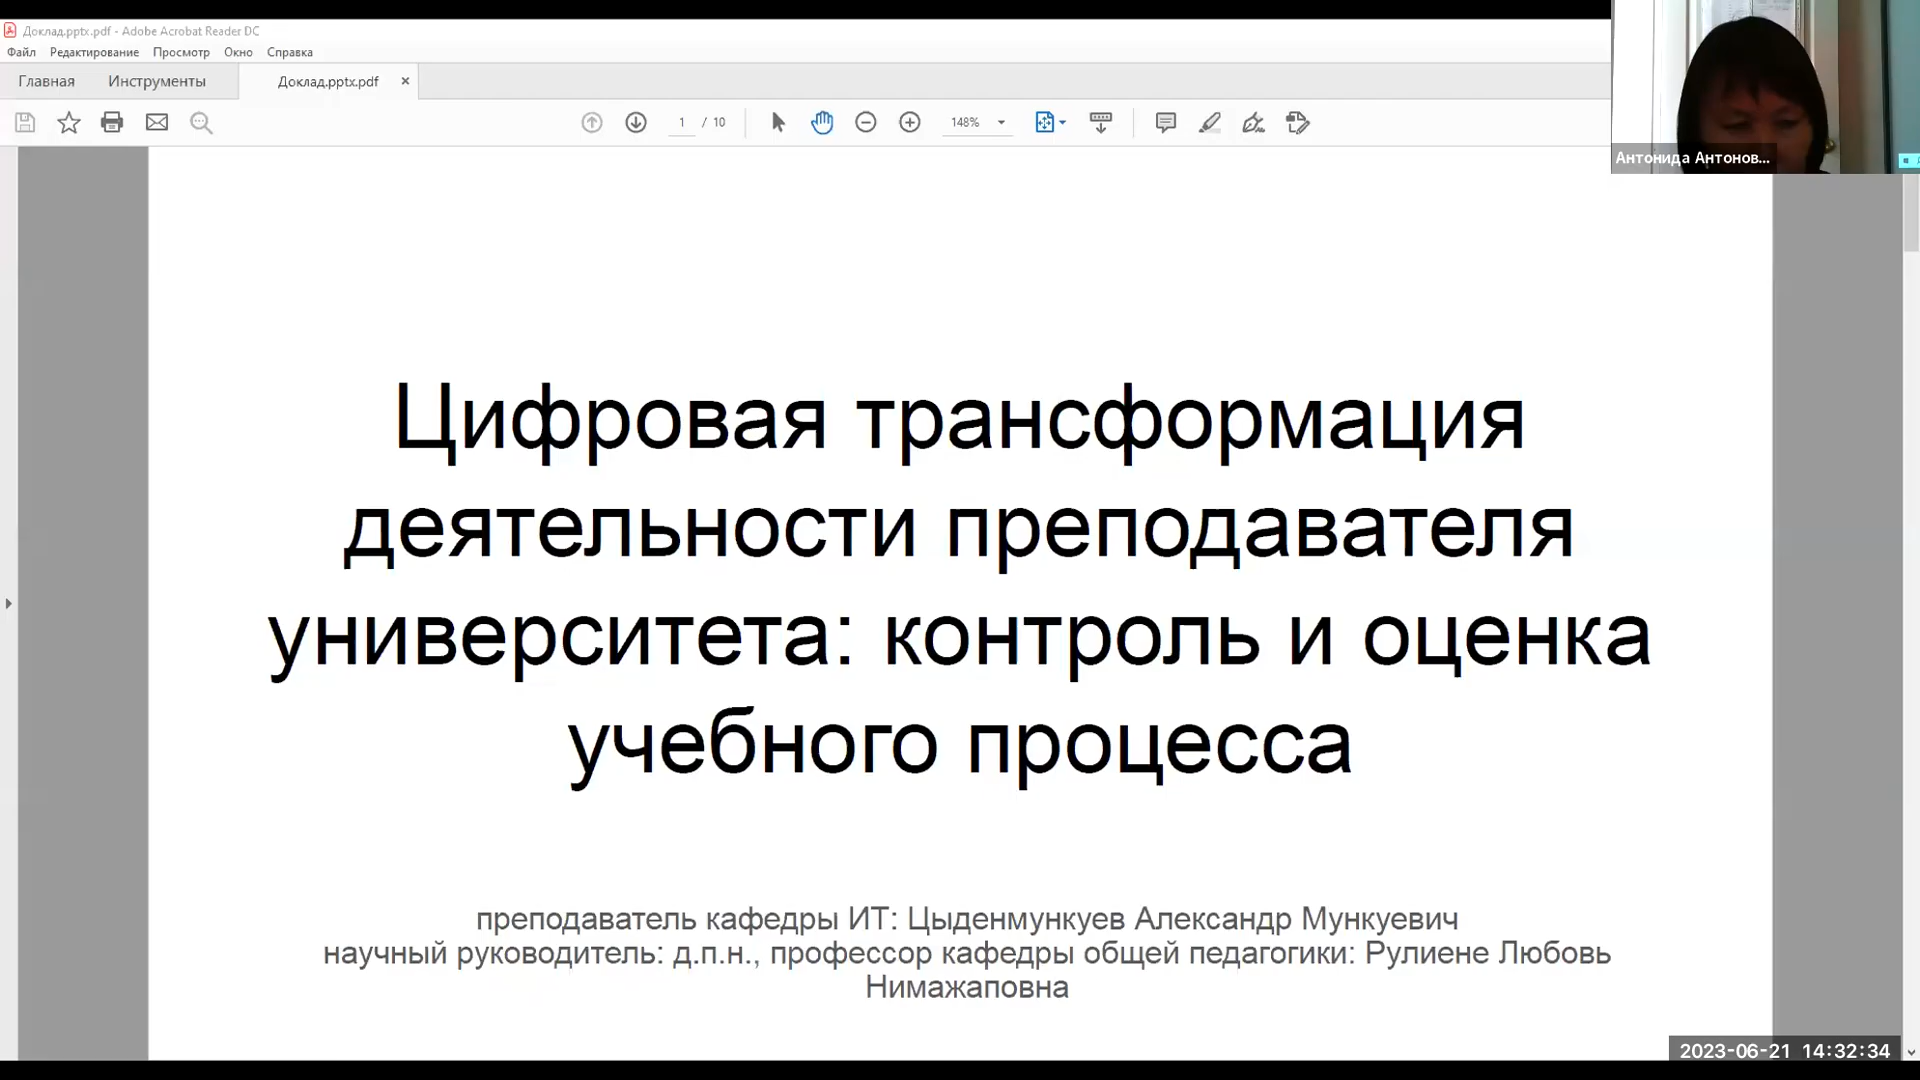 Доклад.pptx.pdf - Adobe Acrobat Reader DC
Файл Редактирование Просмотр Окно Справка
Главная Инструменты Доклад.pptx.pdf
1 / 10 148%
Антонида Антонов...
Цифровая трансформация
деятельности преподавателя
университета: контроль и оценка
учебного процесса
преподаватель кафедры ИТ: Цыденмункуев Александр Мункуевич
научный руководитель: д.п.н., профессор кафедры общей педагогики: Рулиене Любовь
Нимажаповна
2023-06-21 14:32:34